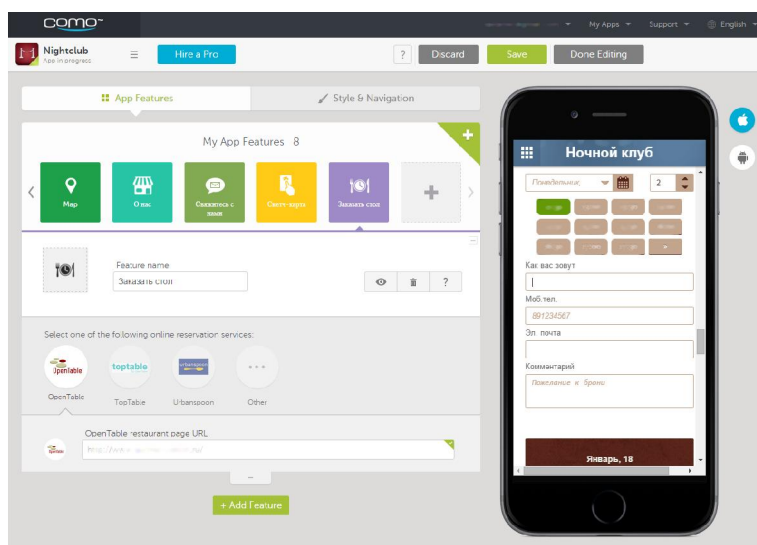 como
My Apps Support English
Nightclub
App in progress
Hire a Pro
? Discard Save Done Editing
App Features Style & Navigation
My App Features 8
Map О нас Свяжитесь с нами Заказать стол
Feature name
Заказать стол
?
Select one of the following online reservation services:
OpenTable toptable urbanspoon
OpenTable TopTable Urbanspoon Other
OpenTable restaurant page URL
OpenTable
+ Add Feature
Ночной клуб
Понедельник 2
Как вас зовут
Моб.тел.
891234567
Эл. почта
Комментарий
Пожелание к брони
Январь, 18